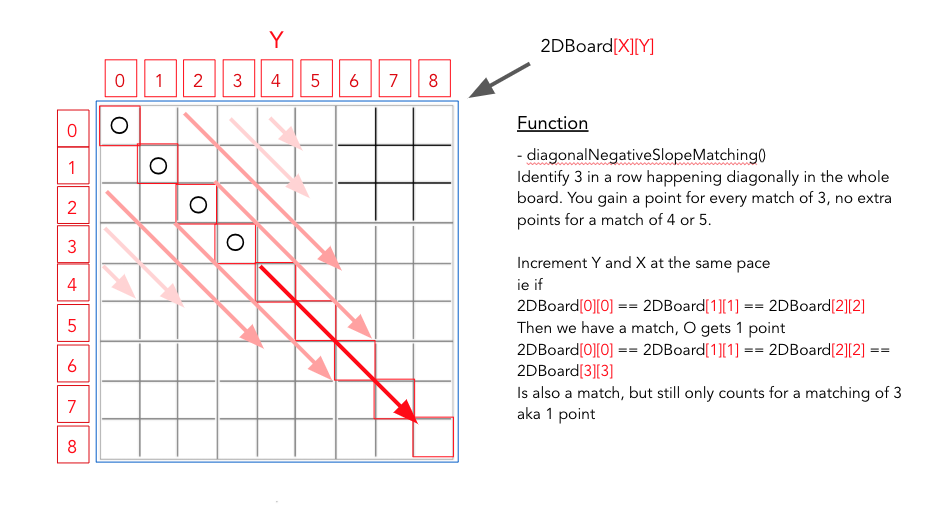 Y
2DBoard[X][Y]
0 1 2 3 4 5 6 7 8
0
1
2
3
4
5
6
7
8
O
O
O
O
Function
- diagonalNegativeSlopeMatching()
Identify 3 in a row happening diagonally in the whole
board. You gain a point for every match of 3, no extra
points for a match of 4 or 5.
Increment Y and X at the same pace
ie if
2DBoard[0][0] == 2DBoard[1][1] == 2DBoard[2][2]
Then we have a match, O gets 1 point
2DBoard[0][0] == 2DBoard[1][1] == 2DBoard[2][2] ==
2DBoard[3][3]
Is also a match, but still only counts for a matching of 3
aka 1 point